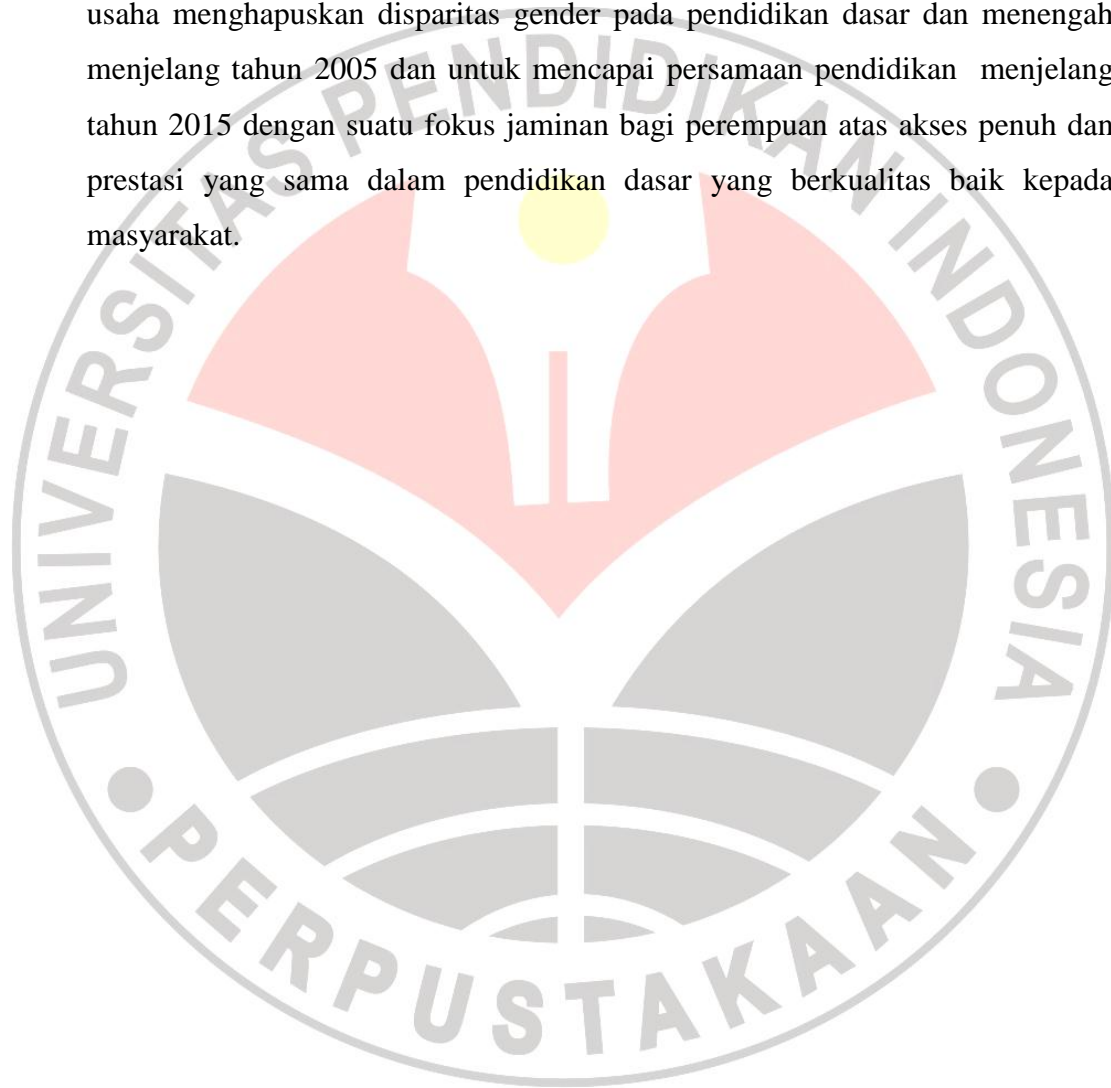 usaha menghapuskan disparitas gender pada pendidikan dasar dan menengah
menjelang tahun 2005 dan untuk mencapai persamaan pendidikan menjelang
tahun 2015 dengan suatu fokus jaminan bagi perempuan atas akses penuh dan
prestasi yang sama dalam pendidikan dasar yang berkualitas baik kepada
masyarakat.
UNIVERSITAS PENDIDIKAN INDONESIA
PERPUSTAKAAN